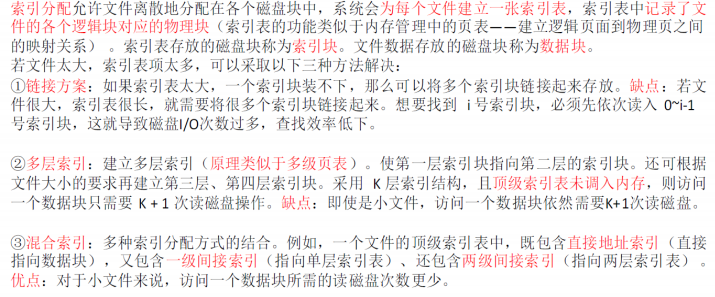 索引分配允许文件离散地分配在各个磁盘块中，系统会为每个文件建立一张索引表，索引表中记录了文
件的各个逻辑块对应的物理块（索引表的功能类似于内存管理中的页表——建立逻辑页面到物理页之间
的映射关系）。索引表存放的磁盘块称为索引块。文件数据存放的磁盘块称为数据块。
若文件太大，索引表项太多，可以采取以下三种方法解决：
①链接方案：如果索引表太大，一个索引块装不下，那么可以将多个索引块链接起来存放。缺点：若文
件很大，索引表很长，就需要将很多个索引块链接起来。想要找到 i 号索引块，必须先依次读入 0~i-1
号索引块，这就导致磁盘I/O次数过多，查找效率低下。
②多层索引：建立多层索引（原理类似于多级页表）。使第一层索引块指向第二层的索引块。还可根据
文件大小的要求再建立第三层、第四层索引块。采用 K 层索引结构，且顶级索引表未调入内存，则访问
一个数据块只需要 K + 1 次读磁盘操作。缺点：即使是小文件，访问一个数据块依然需要K+1次读磁盘。
③混合索引：多种索引分配方式的结合。例如，一个文件的顶级索引表中，既包含直接地址索引（直接
指向数据块），又包含一级间接索引（指向单层索引表）、还包含两级间接索引（指向两层索引表）。
优点：对于小文件来说，访问一个数据块所需的读磁盘次数更少。